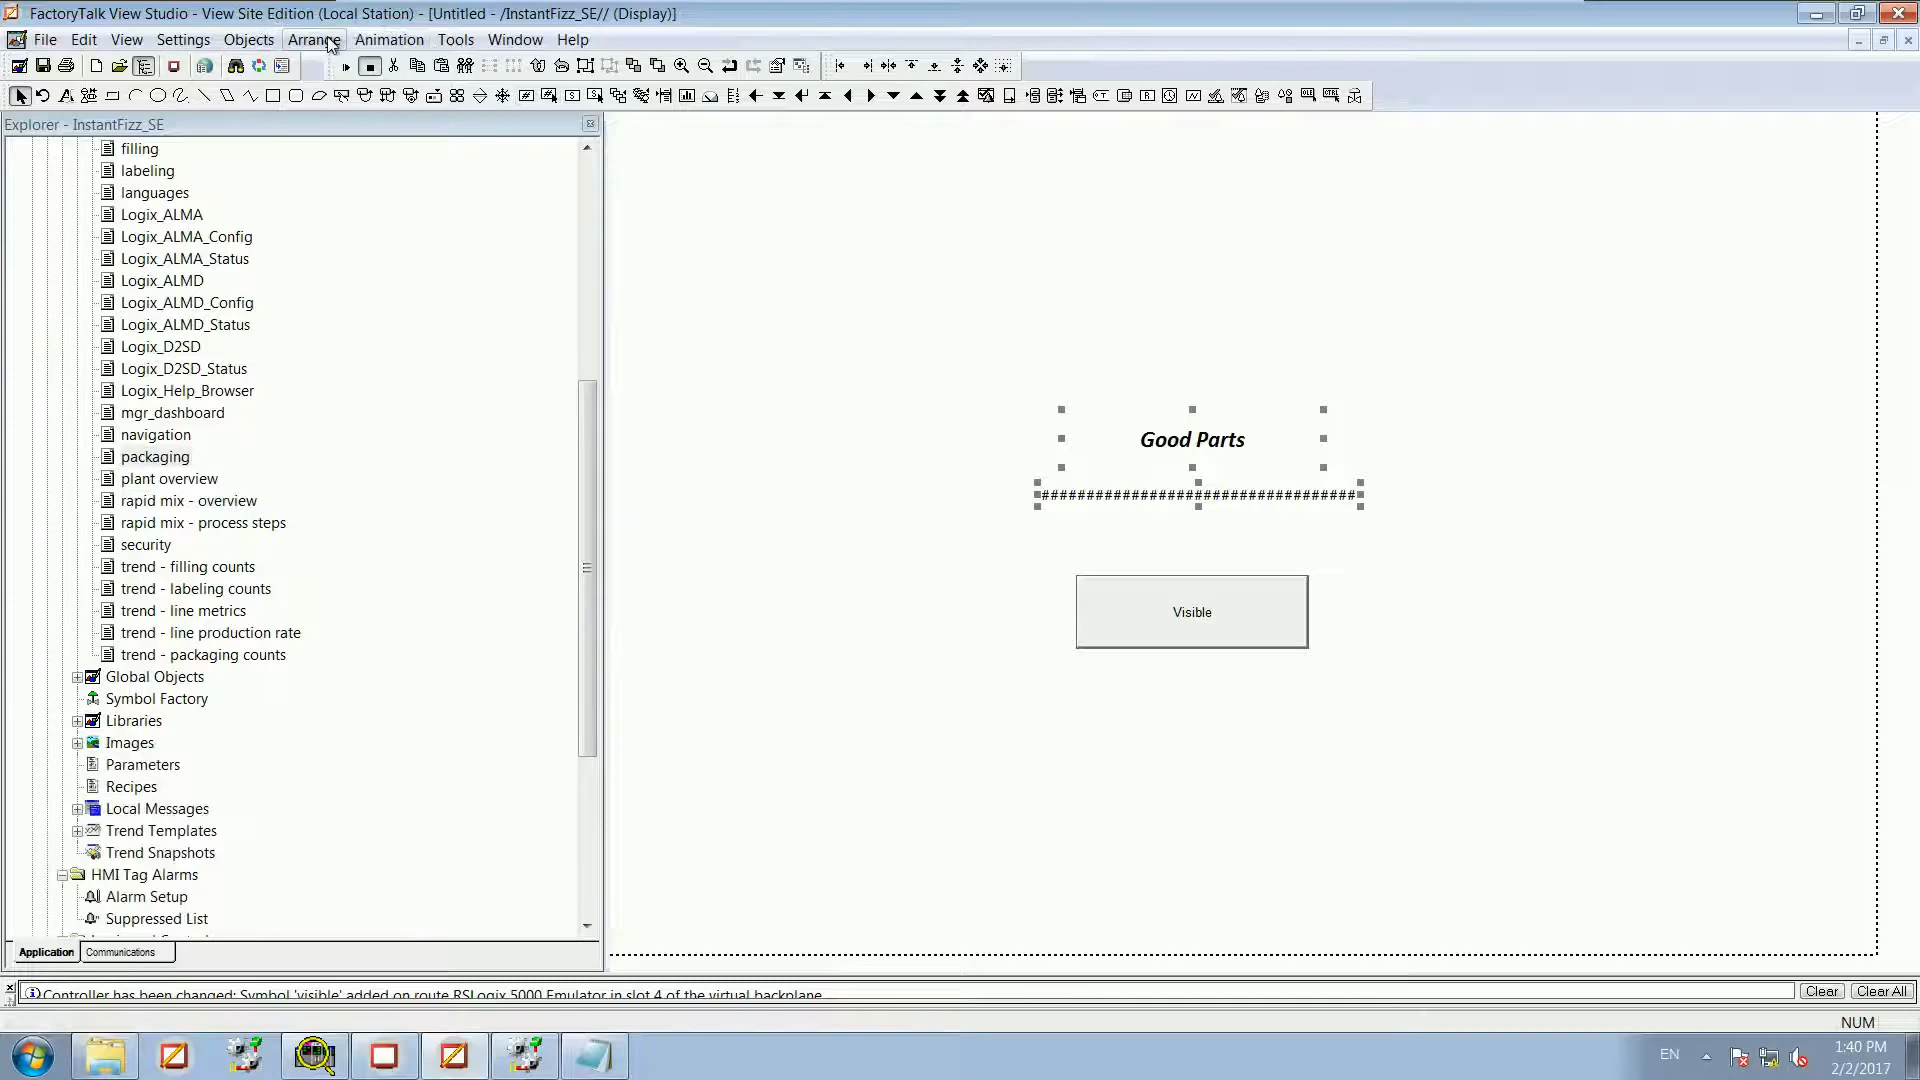 FactoryTalk View Studio - View Site Edition (Local Station) - [Untitled - /InstantFizz_SE// (Display)]
File Edit View Settings Objects Arrange Animation Tools Window Help
Explorer - InstantFizz_SE
filling
labeling
languages
Logix_ALMA
Logix_ALMA_Config
Logix_ALMA_Status
Logix_ALMD
Logix_ALMD_Config
Logix_ALMD_Status
Logix_D2SD
Logix_D2SD_Status
Logix_Help_Browser
mgr_dashboard
navigation
packaging
plant overview
rapid mix - overview
rapid mix - process steps
security
trend - filling counts
trend - labeling counts
trend - line metrics
trend - line production rate
trend - packaging counts
Global Objects
Symbol Factory
Libraries
Images
Parameters
Recipes
Local Messages
Trend Templates
Trend Snapshots
HMI Tag Alarms
Alarm Setup
Suppressed List
Application Communications
Good Parts
###################################
Visible
Controller has been changed: Symbol 'visible' added on route RSLogix 5000 Emulator in slot 4 of the virtual backplane
Clear Clear All
NUM
EN
1:40 PM
2/2/2017